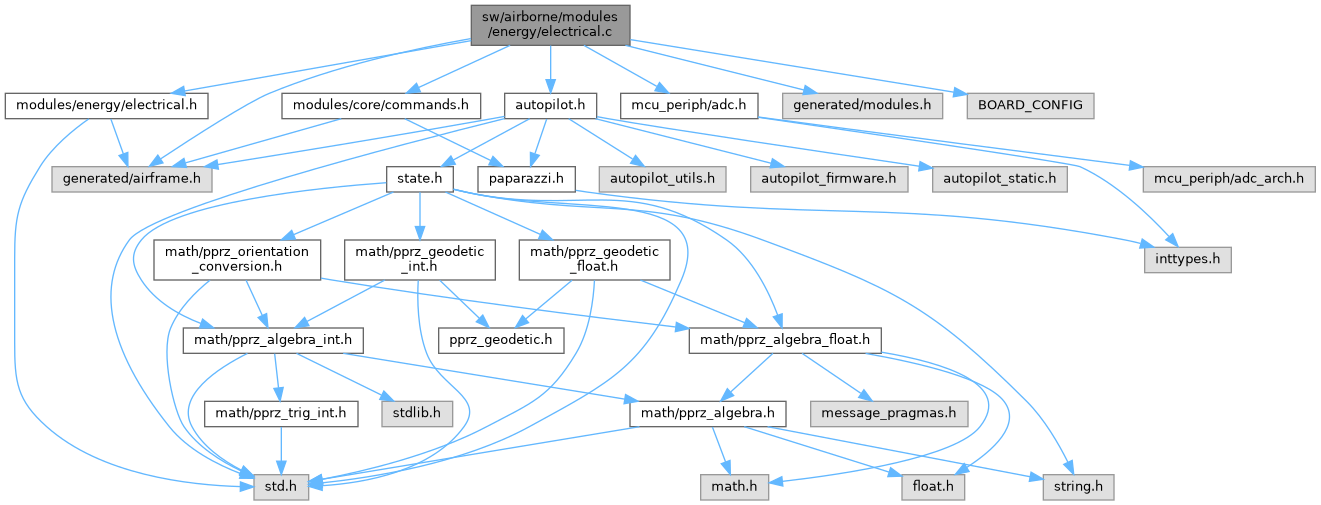 sw/airborne/modules
/energy/electrical.c
modules/energy/electrical.h
modules/core/commands.h
autopilot.h
mcu_periph/adc.h
generated/modules.h
BOARD_CONFIG
generated/airframe.h
state.h
paparazzi.h
autopilot_utils.h
autopilot_firmware.h
autopilot_static.h
mcu_periph/adc_arch.h
math/pprz_orientation
_conversion.h
math/pprz_geodetic
_int.h
math/pprz_geodetic
_float.h
inttypes.h
math/pprz_algebra_int.h
pprz_geodetic.h
math/pprz_algebra_float.h
math/pprz_trig_int.h
stdlib.h
math/pprz_algebra.h
message_pragmas.h
std.h
math.h
float.h
string.h